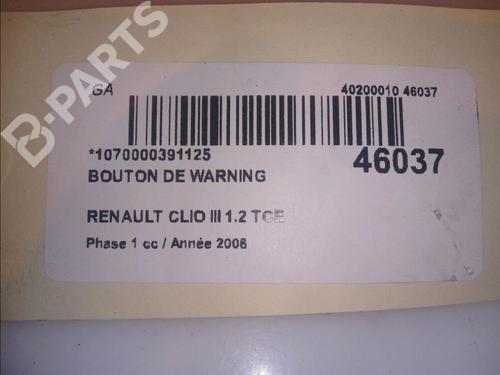 B-PARTS
GA
40200010 46037
*1070000391125
46037
BOUTON DE WARNING
RENAULT CLIO III 1.2 TCE
Phase 1 cc / Année 2008